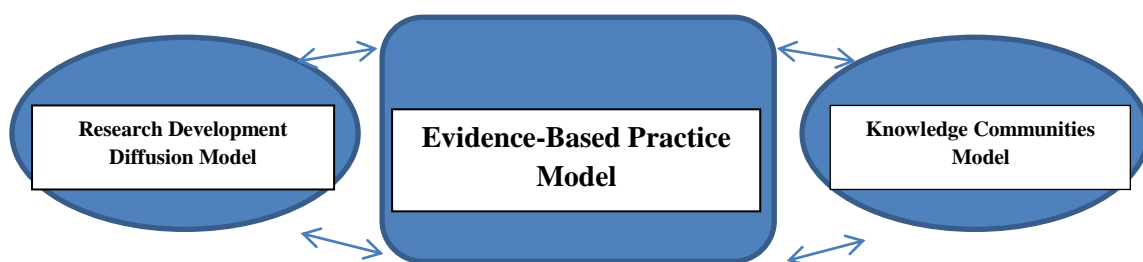 Research Development
Diffusion Model
Evidence-Based Practice
Model
Knowledge Communities
Model